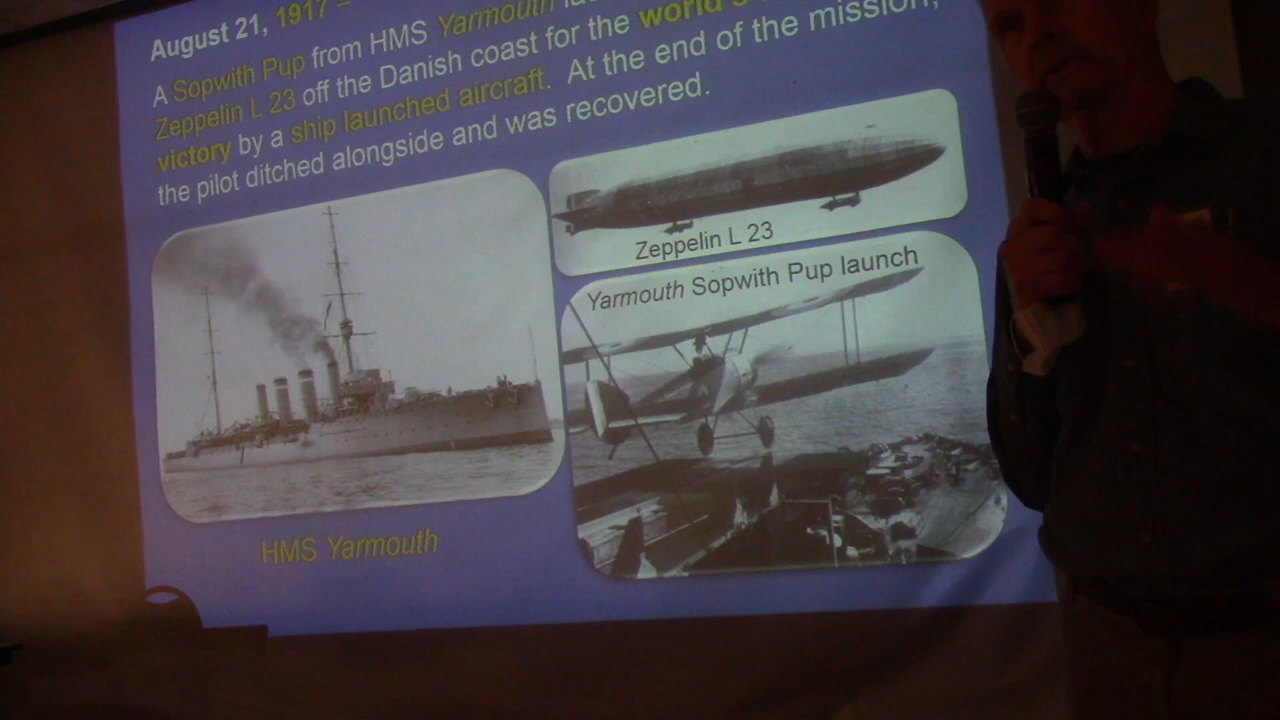 August 21, 1917 –
A Sopwith Pup from HMS Yarmouth
Zeppelin L 23 off the Danish coast for the world's
victory by a ship launched aircraft. At the end of the mission,
the pilot ditched alongside and was recovered.
Zeppelin L 23
Yarmouth Sopwith Pup launch
HMS Yarmouth